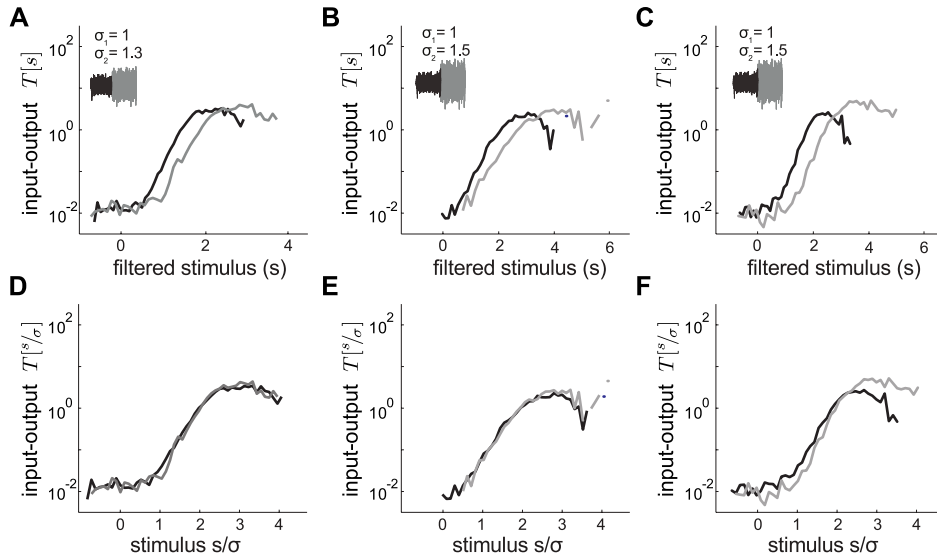 A
σ1 = 1
σ2 = 1.3
input-output T[s]
10^2
10^0
10^-2
0 2 4
filtered stimulus (s)
B
σ1 = 1
σ2 = 1.5
input-output T[s]
10^2
10^0
10^-2
0 2 4 6
filtered stimulus (s)
C
σ1 = 1
σ2 = 1.5
input-output T[s]
10^2
10^0
10^-2
0 2 4 6
filtered stimulus (s)
D
input-output T[s/σ]
10^2
10^0
10^-2
0 1 2 3 4
stimulus s/σ
E
input-output T[s/σ]
10^2
10^0
10^-2
0 1 2 3 4
stimulus s/σ
F
input-output T[s/σ]
10^2
10^0
10^-2
0 1 2 3 4
stimulus s/σ